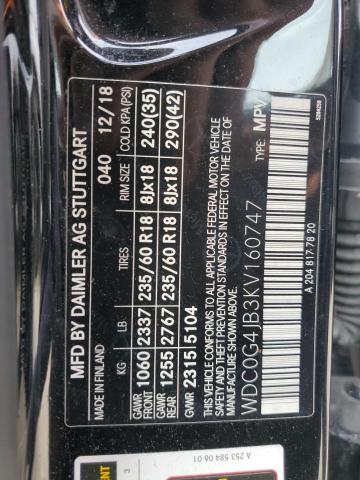 MFD BY DAIMLER AG STUTTGART
MADE IN FINLAND 040 12/18
KG LB TIRES RIM SIZE COLD KPA(PSI)
GAWR FRONT 1060 2337 235/60 R18 8Jx18 240(35)
GAWR REAR 1255 2767 235/60 R18 8Jx18 290(42)
GVWR 2315 5104
THIS VEHICLE CONFORMS TO ALL APPLICABLE FEDERAL MOTOR VEHICLE
SAFETY AND THEFT PREVENTION STANDARDS IN EFFECT ON THE DATE OF
MANUFACTURE SHOWN ABOVE.
WDC0G4JB3KV160747 TYPE: MPV
A 204 817 78 20
A 253 584 06 01
3